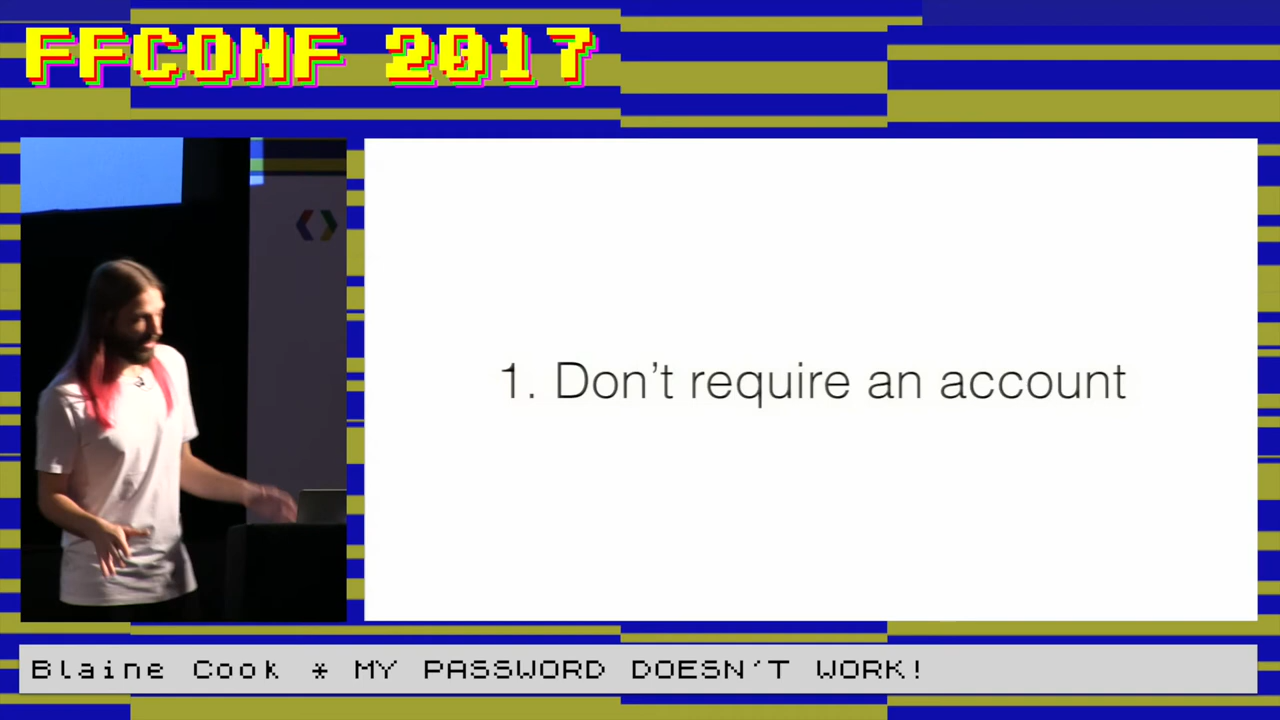 FFCONF 2017
1. Don’t require an account
Blaine Cook * MY PASSWORD DOESN'T WORK!